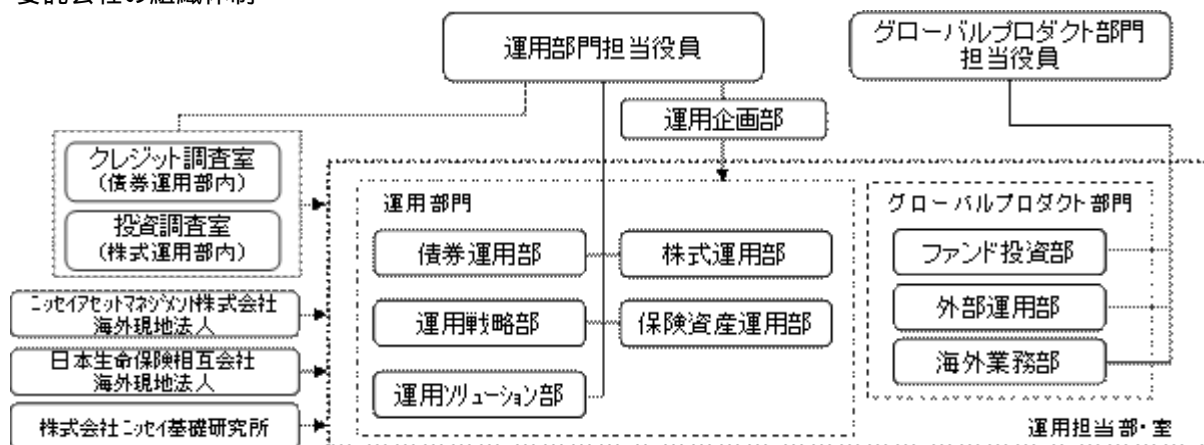 委託会社の組織体制
運用部門担当役員
グローバルプロダクト部門
担当役員
運用企画部
クレジット調査室
(債券運用部内)
投資調査室
(株式運用部内)
運用部門
債券運用部
株式運用部
運用戦略部
保険資産運用部
運用ソリューション部
グローバルプロダクト部門
ファンド投資部
外部運用部
海外業務部
ニッセイアセットマネジメント株式会社
海外現地法人
日本生命保険相互会社
海外現地法人
株式会社ニッセイ基礎研究所
運用担当部・室